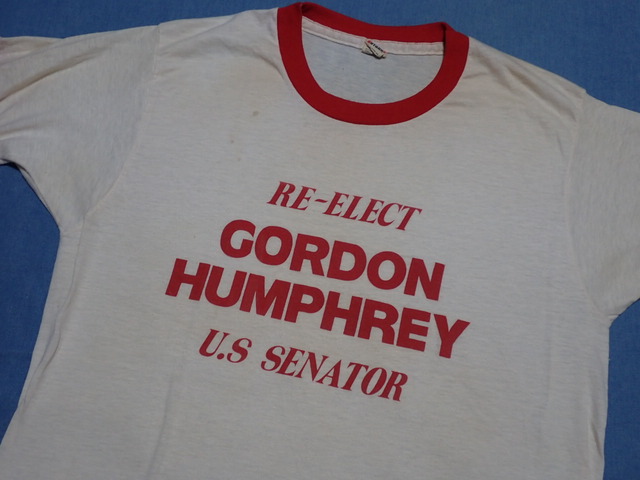 RE-ELECT
GORDON
HUMPHREY
U.S SENATOR